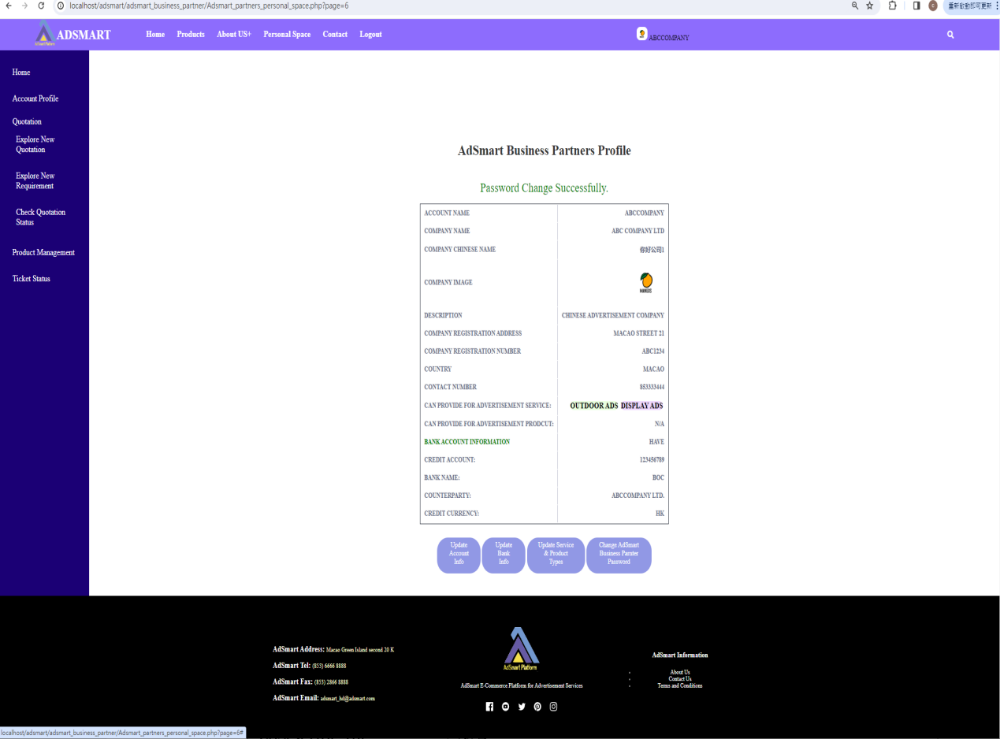 localhost/adsmart/adsmart_business_partner/Adsmart_partners_personal_space.php?page=6
重新啟動即可更新
AdSmart Platform
ADSMART
Home Products About US+ Personal Space Contact Logout
ABCCOMPANY
Home
Account Profile
Quotation
Explore New
Quotation
Explore New
Requirement
Check Quotation
Status
Product Management
Ticket Status
AdSmart Business Partners Profile
Password Change Successfully.
ACCOUNT NAME ABCCOMPANY
COMPANY NAME ABC COMPANY LTD
COMPANY CHINESE NAME 你好公司1
COMPANY IMAGE
DESCRIPTION CHINESE ADVERTISEMENT COMPANY
COMPANY REGISTRATION ADDRESS MACAO STREET 21
COMPANY REGISTRATION NUMBER ABC1234
COUNTRY MACAO
CONTACT NUMBER 853333444
CAN PROVIDE FOR ADVERTISEMENT SERVICE: OUTDOOR ADS DISPLAY ADS
CAN PROVIDE FOR ADVERTISEMENT PRODCUT: N/A
BANK ACCOUNT INFORMATION HAVE
CREDIT ACCOUNT: 123456789
BANK NAME: BOC
COUNTERPARTY: ABCCOMPANY LTD.
CREDIT CURRENCY: HK
Update
Account
Info
Update
Bank
Info
Update Service
& Product
Types
Change AdSmart
Business Parnter
Password
AdSmart Address: Macao Green Island second 20 K
AdSmart Tel: (853) 6666 8888
AdSmart Fax: (853) 2866 8888
AdSmart Email: adsmart_hd@adsmart.com
AdSmart Platform
AdSmart E-Commerce Platform for Advertisement Services
AdSmart Information
About Us
Contact Us
Terms and Conditions
localhost/adsmart/adsmart_business_partner/Adsmart_partners_personal_space.php?page=6#